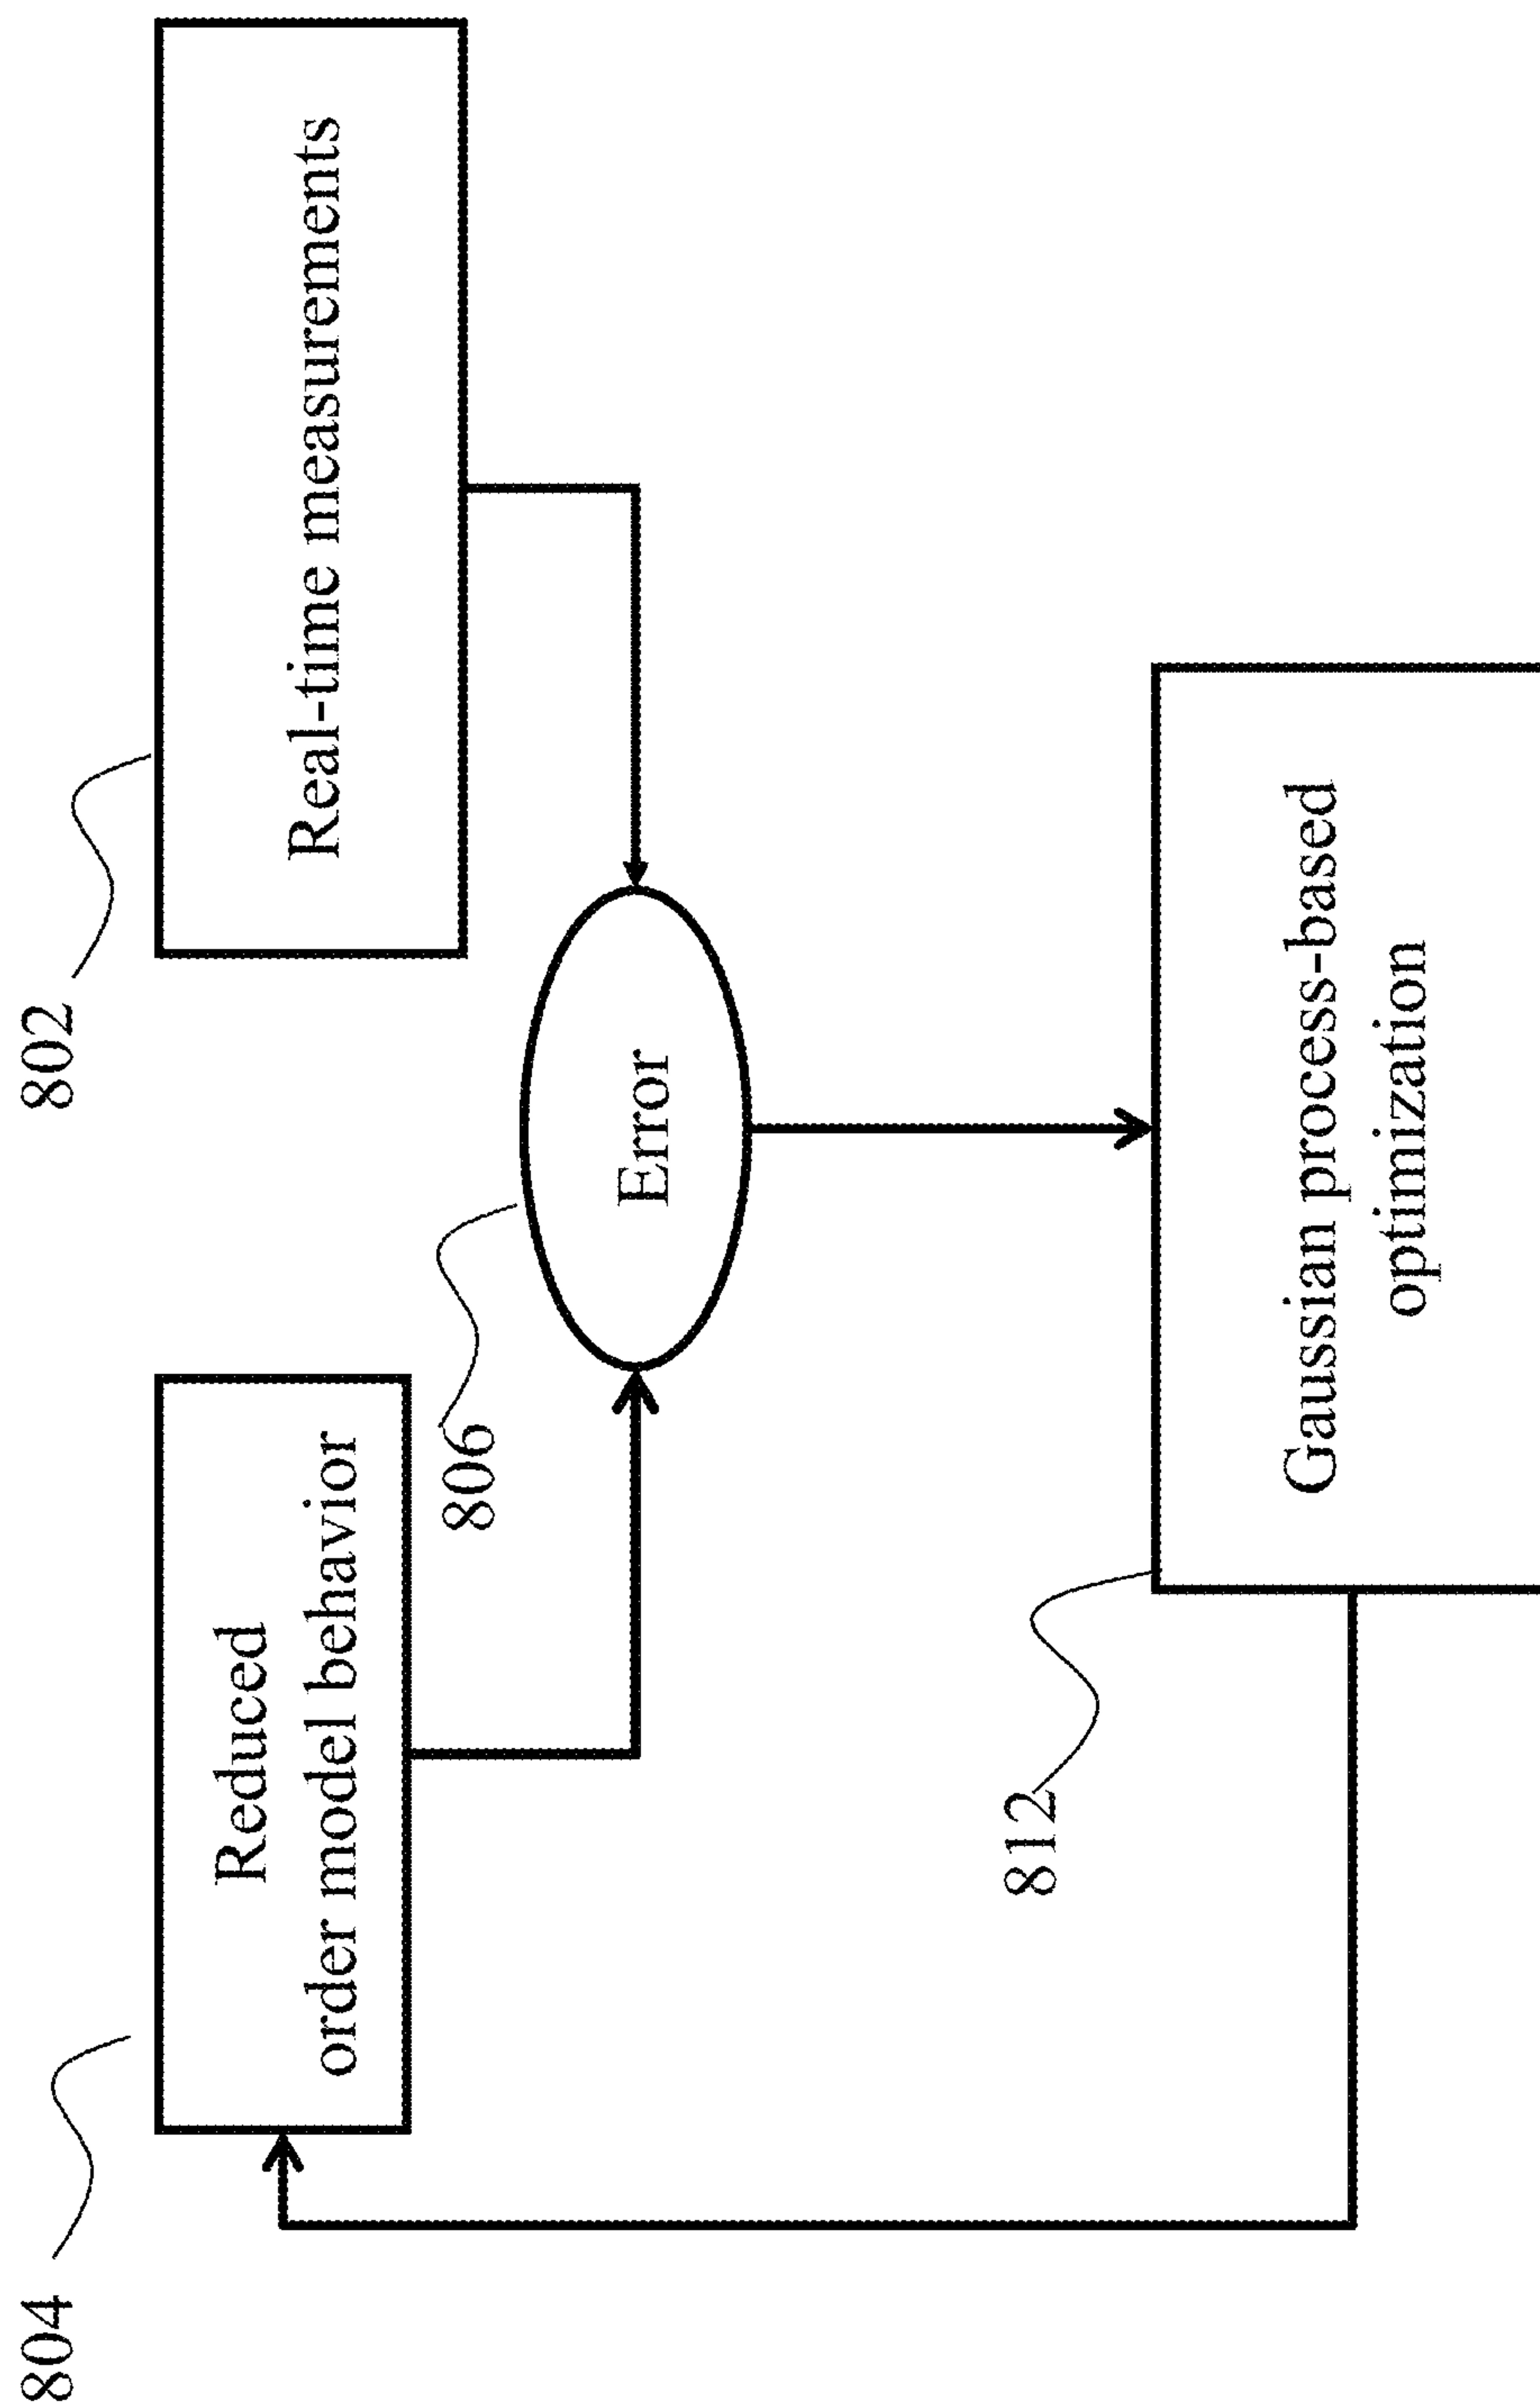 804
802
Reduced
order model behavior
Real-time measurements
806
Error
812
Gaussian process-based
optimization